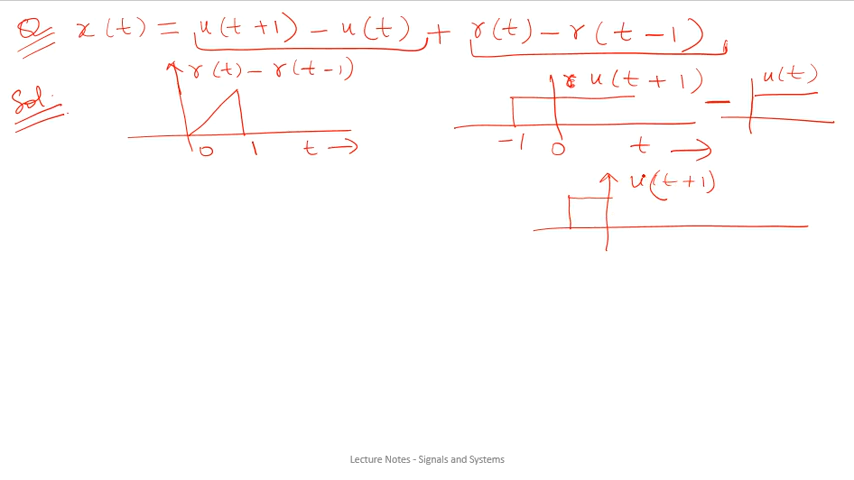 Q x(t) = u(t+1) - u(t) + r(t) - r(t-1)
Sol.
r(t) - r(t-1)
0 1 t →
u(t+1) - u(t)
-1 0 t →
u(t+1)
Lecture Notes - Signals and Systems